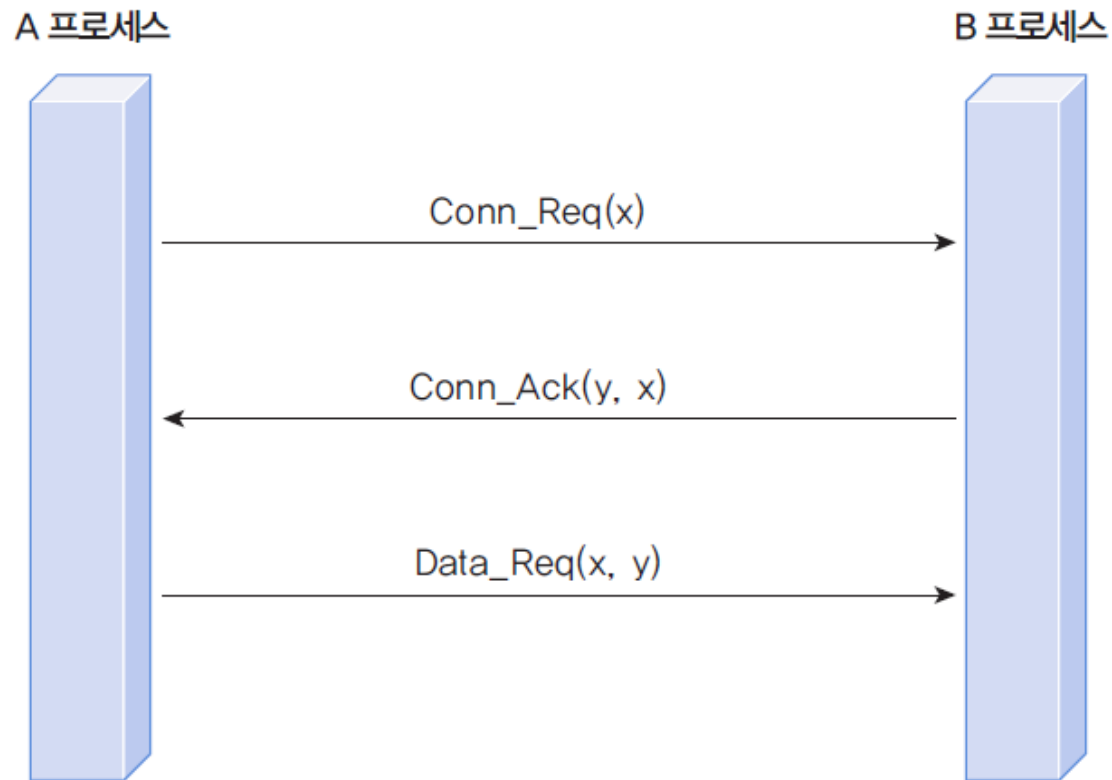 A 프로세스
B 프로세스
Conn_Req(x)
Conn_Ack(y, x)
Data_Req(x, y)